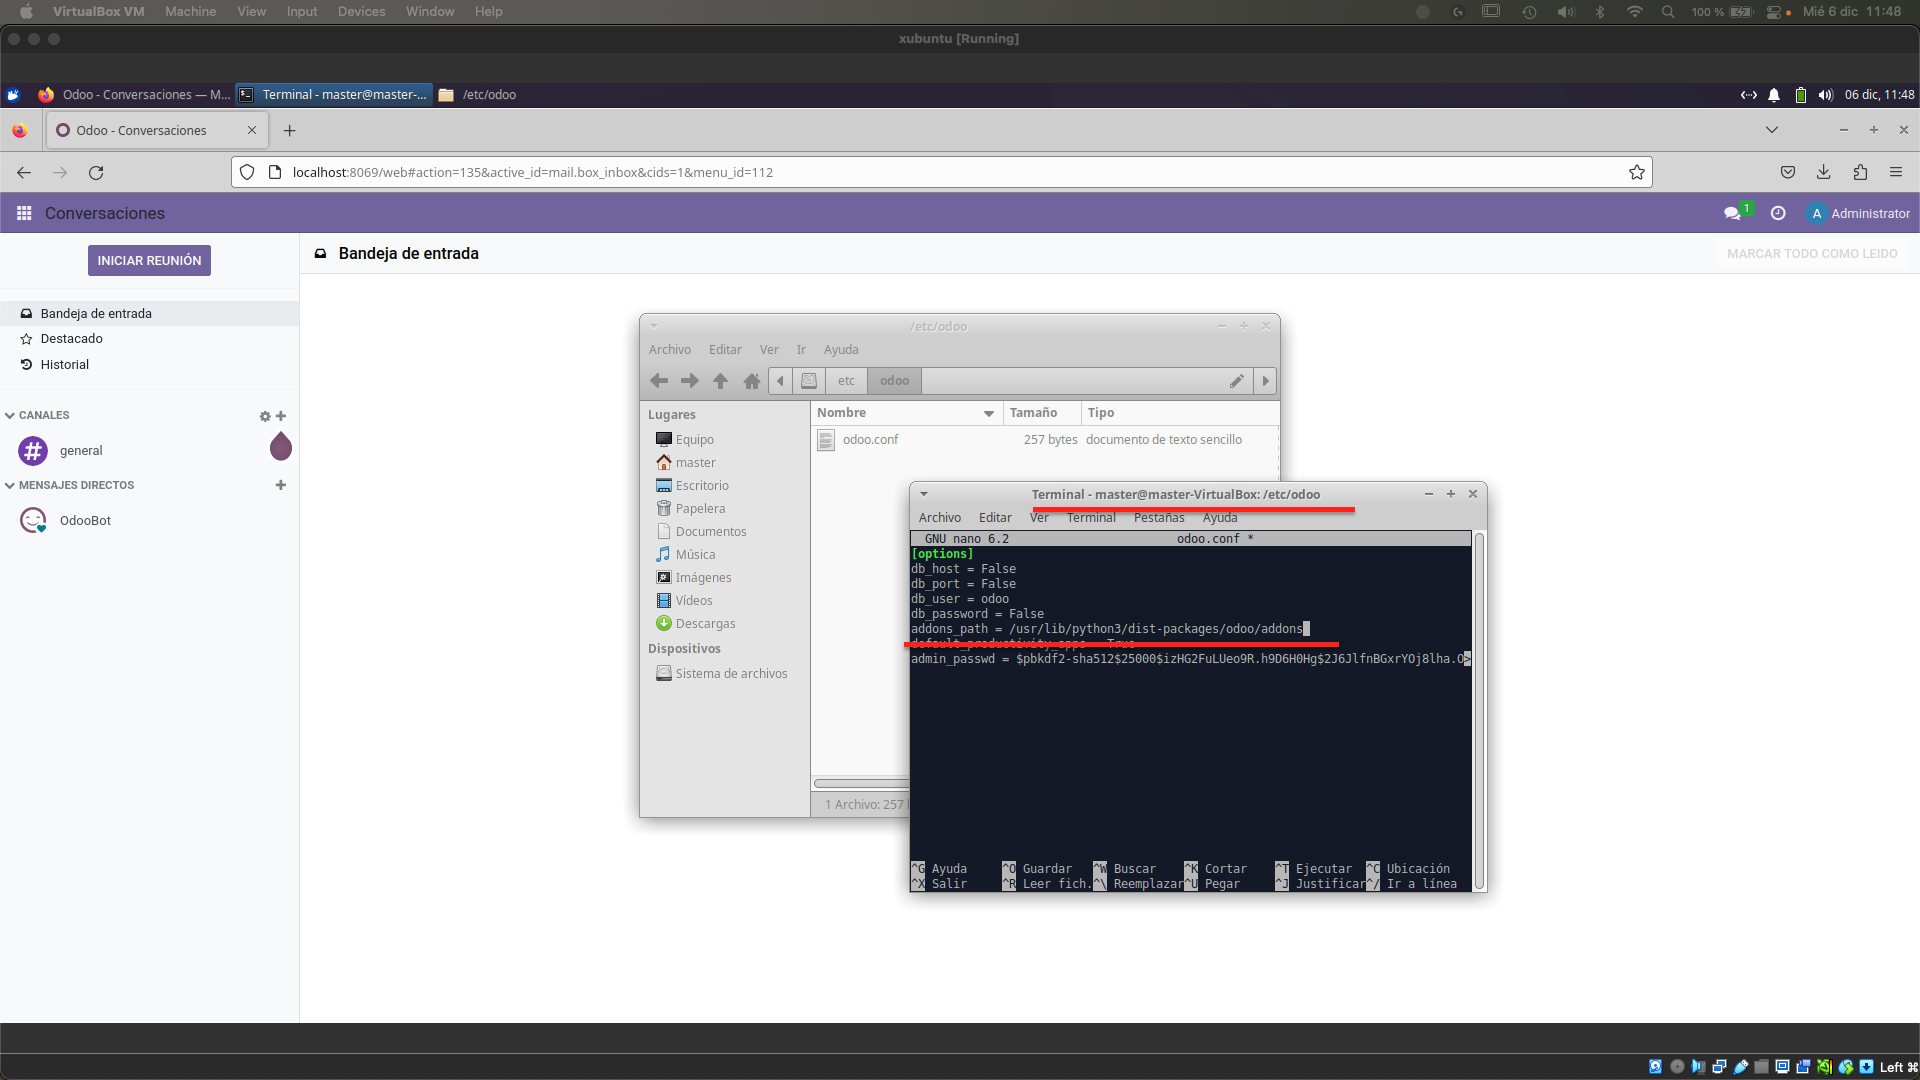 VirtualBox VM Machine View Input Devices Window Help 100 % Mié 6 dic 11:48
xubuntu [Running]
Odoo - Conversaciones — M... Terminal - master@master-... /etc/odoo 06 dic, 11:48
Odoo - Conversaciones
localhost:8069/web#action=135&active_id=mail.box_inbox&cids=1&menu_id=112
Conversaciones 1 A Administrator
INICIAR REUNIÓN
Bandeja de entrada MARCAR TODO COMO LEIDO
Bandeja de entrada
Destacado
Historial
CANALES
general
MENSAJES DIRECTOS
OdooBot
/etc/odoo
Archivo Editar Ver Ir Ayuda
etc odoo
Lugares
Equipo
master
Escritorio
Papelera
Documentos
Música
Imágenes
Vídeos
Descargas
Dispositivos
Sistema de archivos
Nombre Tamaño Tipo
odoo.conf 257 bytes documento de texto sencillo
1 Archivo: 257
Terminal - master@master-VirtualBox: /etc/odoo
Archivo Editar Ver Terminal Pestañas Ayuda
GNU nano 6.2 odoo.conf *
[options]
db_host = False
db_port = False
db_user = odoo
db_password = False
addons_path = /usr/lib/python3/dist-packages/odoo/addons
default_productivity_apps = True
admin_passwd = $pbkdf2-sha512$25000$izHG2FuLUeo9R.h9D6H0Hg$2J6JlfnBGxrYOj8lha.O>
^G Ayuda ^O Guardar ^W Buscar ^K Cortar ^T Ejecutar ^C Ubicación
^X Salir ^R Leer fich. ^\ Reemplazar ^U Pegar ^J Justificar ^/ Ir a línea
Left ⌘